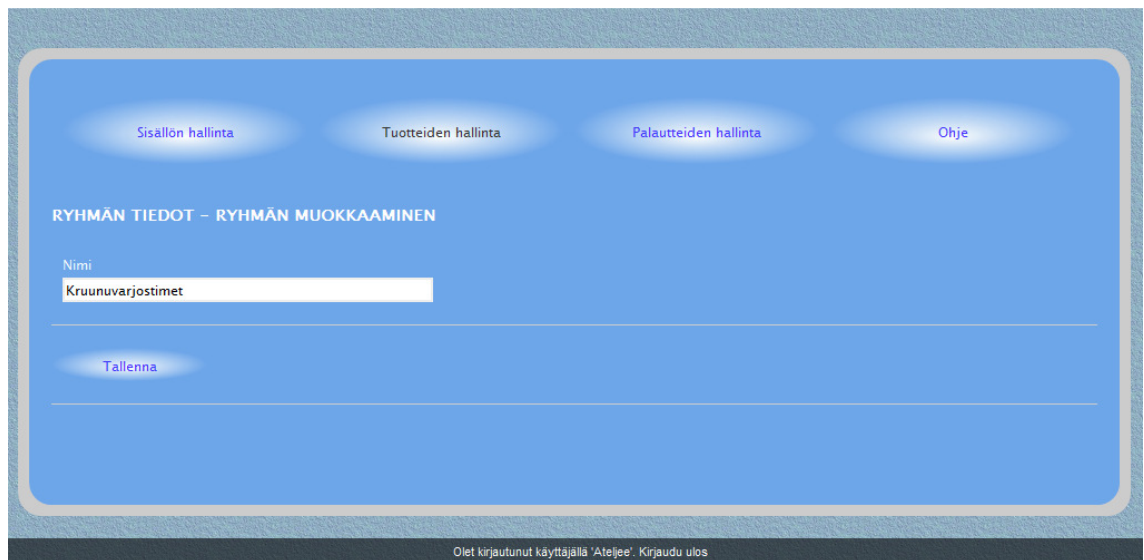 Sisällön hallinta Tuotteiden hallinta Palautteiden hallinta Ohje
RYHMÄN TIEDOT – RYHMÄN MUOKKAAMINEN
Nimi
Kruunuvarjostimet
Tallenna
Olet kirjautunut käyttäjällä 'Ateljee'. Kirjaudu ulos